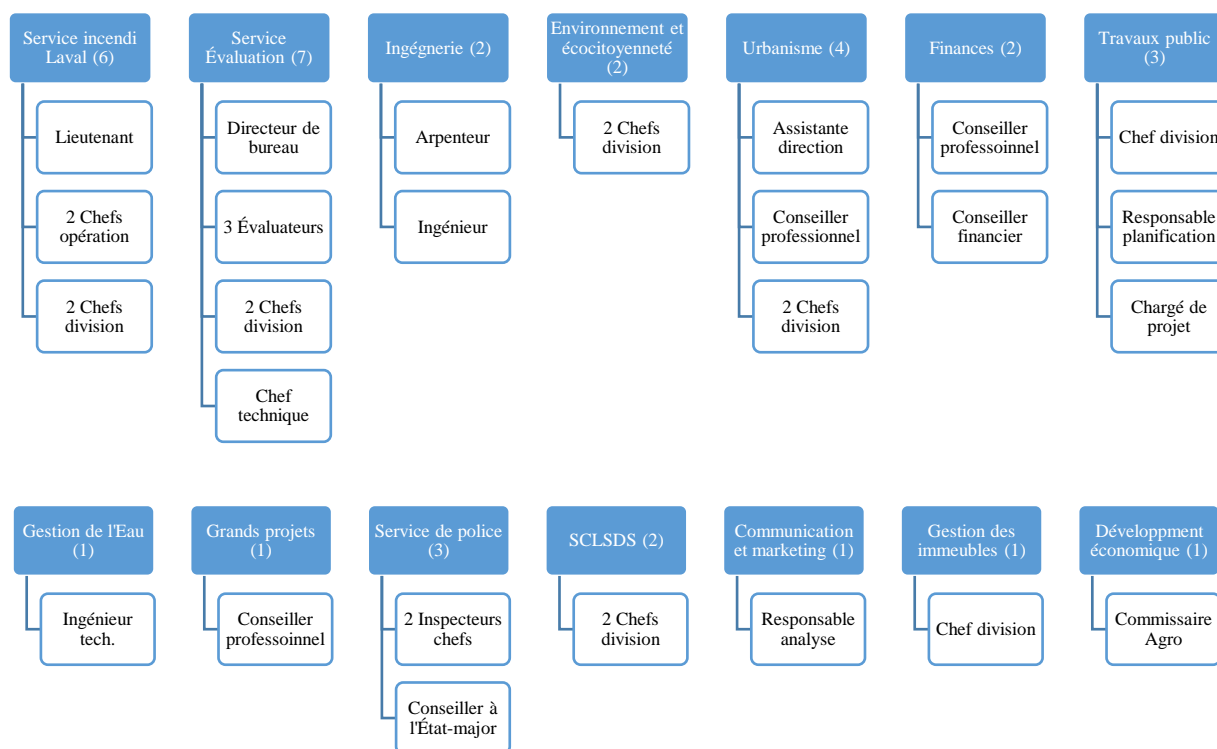 Service incendi
Laval (6)
Lieutenant
2 Chefs
opération
2 Chefs
division
Service
Évaluation (7)
Directeur de
bureau
3 Évaluateurs
2 Chefs
division
Chef
technique
Ingégnerie (2)
Arpenteur
Ingénieur
Environnement et
écocitoyenneté
(2)
2 Chefs
division
Urbanisme (4)
Assistante
direction
Conseiller
professionnel
2 Chefs
division
Finances (2)
Conseiller
professoinnel
Conseiller
financier
Travaux public
(3)
Chef division
Responsable
planification
Chargé de
projet
Gestion de l'Eau
(1)
Ingénieur
tech.
Grands projets
(1)
Conseiller
professoinnel
Service de police
(3)
2 Inspecteurs
chefs
Conseiller à
l'État-major
SCLSDS (2)
2 Chefs
division
Communication
et marketing (1)
Responsable
analyse
Gestion des
immeubles (1)
Chef division
Développment
économique (1)
Commissaire
Agro